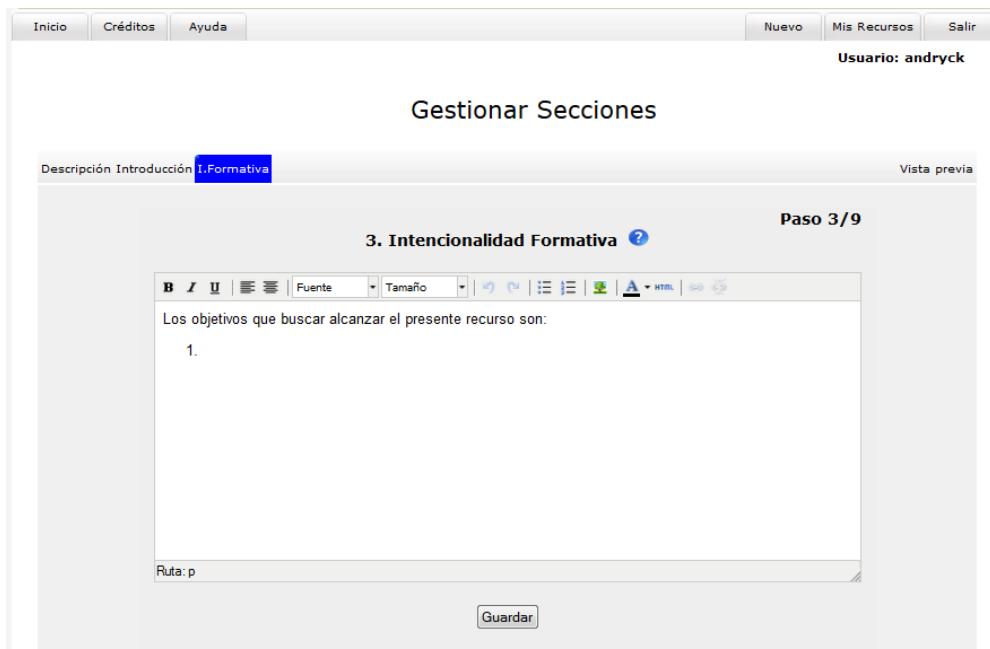 Inicio Créditos Ayuda Nuevo Mis Recursos Salir
Usuario: andryck
Gestionar Secciones
Descripción Introducción I.Formativa Vista previa
Paso 3/9
3. Intencionalidad Formativa ?
B I U Fuente Tamaño A HTML
Los objetivos que buscar alcanzar el presente recurso son:
1.
Ruta: p
Guardar